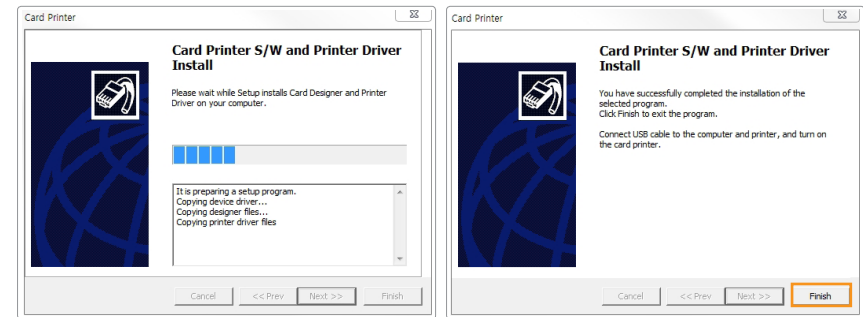 Card Printer
Card Printer S/W and Printer Driver
Install
Please wait while Setup installs Card Designer and Printer
Driver on your computer.
It is preparing a setup program.
Copying device driver...
Copying designer files...
Copying printer driver files
Cancel
<< Prev
Next >>
Finish
Card Printer
Card Printer S/W and Printer Driver
Install
You have successfully completed the installation of the
selected program.
Click Finish to exit the program.
Connect USB cable to the computer and printer, and turn on
the card printer.
Cancel
<< Prev
Next >>
Finish